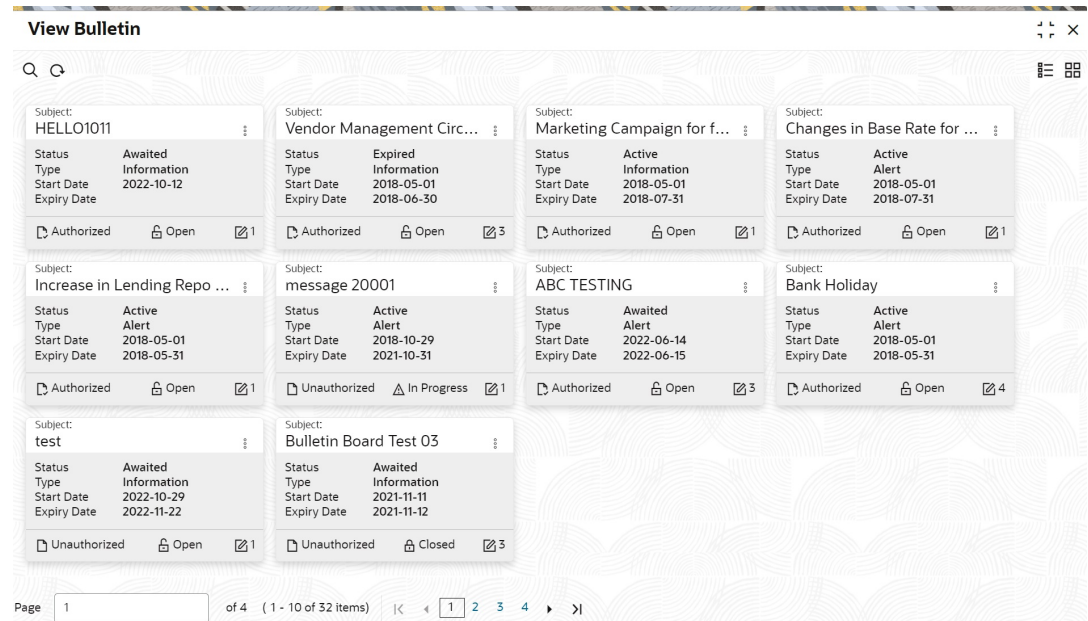 View Bulletin
Subject:
HELLO1011
Status Awaited
Type Information
Start Date 2022-10-12
Expiry Date
Authorized Open 1
Subject:
Vendor Management Circ...
Status Expired
Type Information
Start Date 2018-05-01
Expiry Date 2018-06-30
Authorized Open 3
Subject:
Marketing Campaign for f...
Status Active
Type Information
Start Date 2018-05-01
Expiry Date 2018-07-31
Authorized Open 1
Subject:
Changes in Base Rate for ...
Status Active
Type Alert
Start Date 2018-05-01
Expiry Date 2018-07-31
Authorized Open 1
Subject:
Increase in Lending Repo ...
Status Active
Type Alert
Start Date 2018-05-01
Expiry Date 2018-05-31
Authorized Open 1
Subject:
message 20001
Status Active
Type Alert
Start Date 2018-10-29
Expiry Date 2021-10-31
Unauthorized In Progress 1
Subject:
ABC TESTING
Status Awaited
Type Alert
Start Date 2022-06-14
Expiry Date 2022-06-15
Authorized Open 3
Subject:
Bank Holiday
Status Active
Type Alert
Start Date 2018-05-01
Expiry Date 2018-05-31
Authorized Open 4
Subject:
test
Status Awaited
Type Information
Start Date 2022-10-29
Expiry Date 2022-11-22
Unauthorized Open 1
Subject:
Bulletin Board Test 03
Status Awaited
Type Information
Start Date 2021-11-11
Expiry Date 2021-11-12
Unauthorized Closed 3
Page 1 of 4 (1 - 10 of 32 items) 1 2 3 4